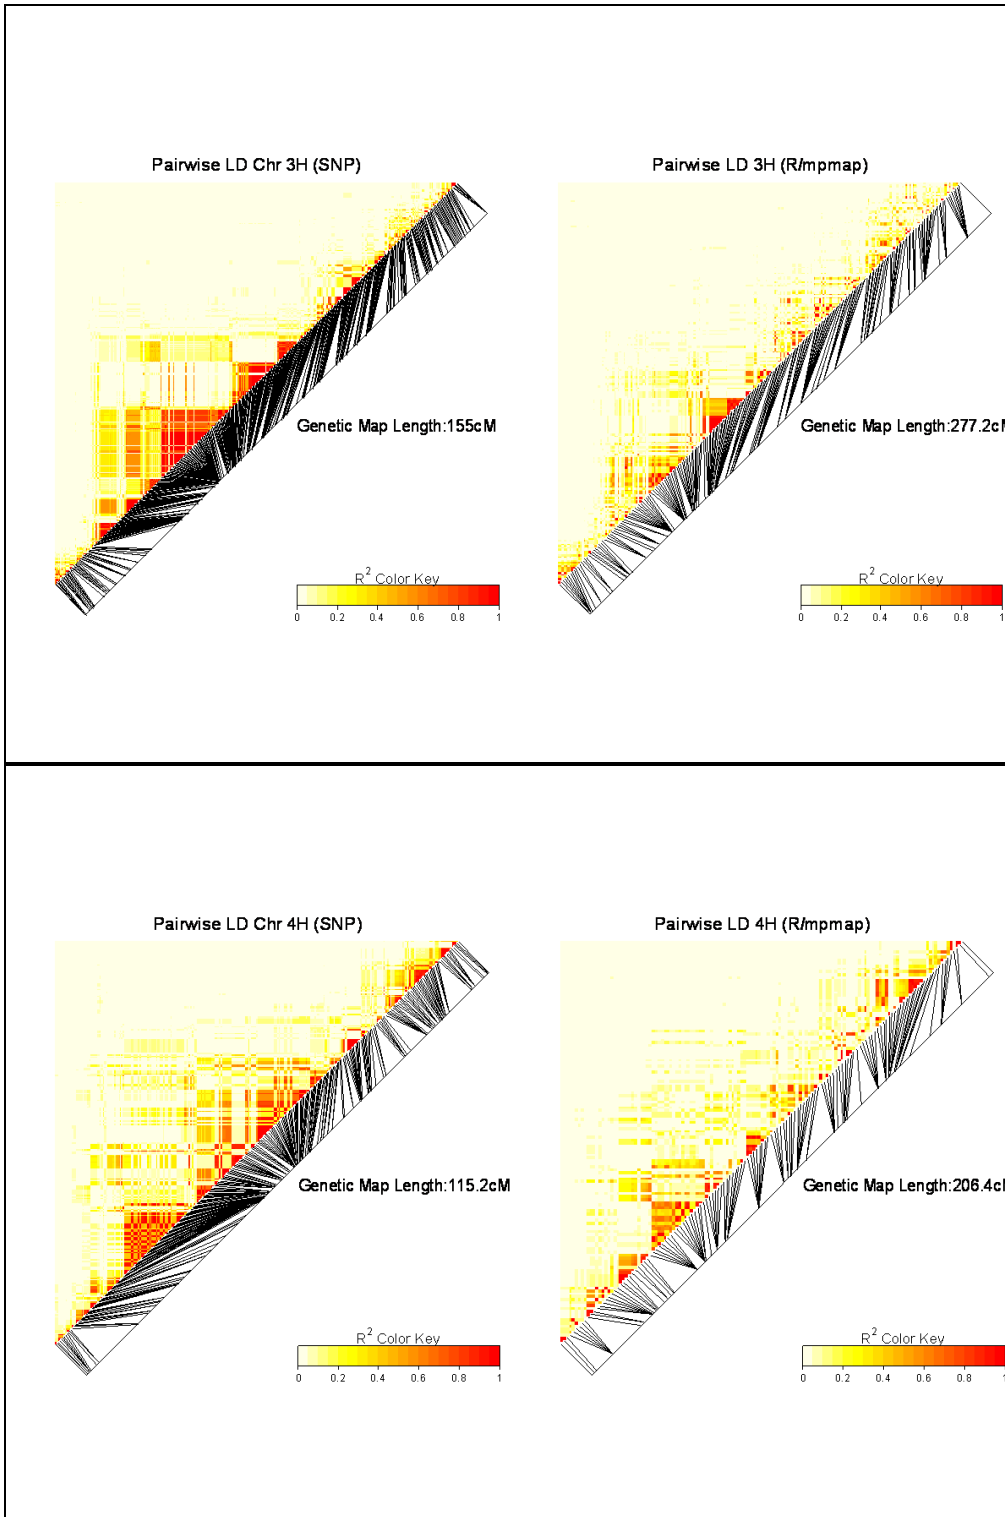 Pairwise LD Chr 3H (SNP)
Genetic Map Length:155cM
R² Color Key
0 0.2 0.4 0.6 0.8 1
Pairwise LD 3H (R/mpmap)
Genetic Map Length:277.2cM
R² Color Key
0 0.2 0.4 0.6 0.8 1
Pairwise LD Chr 4H (SNP)
Genetic Map Length:115.2cM
R² Color Key
0 0.2 0.4 0.6 0.8 1
Pairwise LD 4H (R/mpmap)
Genetic Map Length:206.4cM
R² Color Key
0 0.2 0.4 0.6 0.8 1